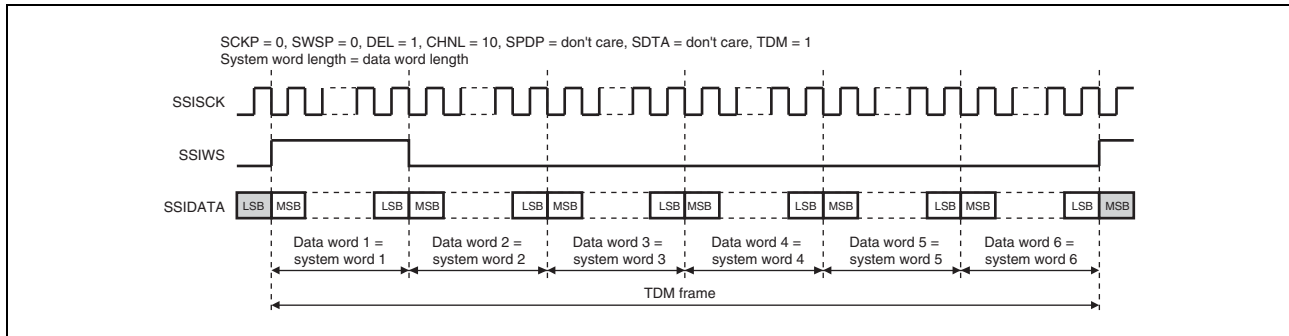 SCKP = 0, SWSP = 0, DEL = 1, CHNL = 10, SPDP = don't care, SDTA = don't care, TDM = 1
System word length = data word length
SSISCK
SSIWS
SSIDATA
LSB MSB LSB MSB LSB MSB LSB MSB LSB MSB LSB MSB LSB MSB
Data word 1 = Data word 2 = Data word 3 = Data word 4 = Data word 5 = Data word 6 =
system word 1 system word 2 system word 3 system word 4 system word 5 system word 6
TDM frame